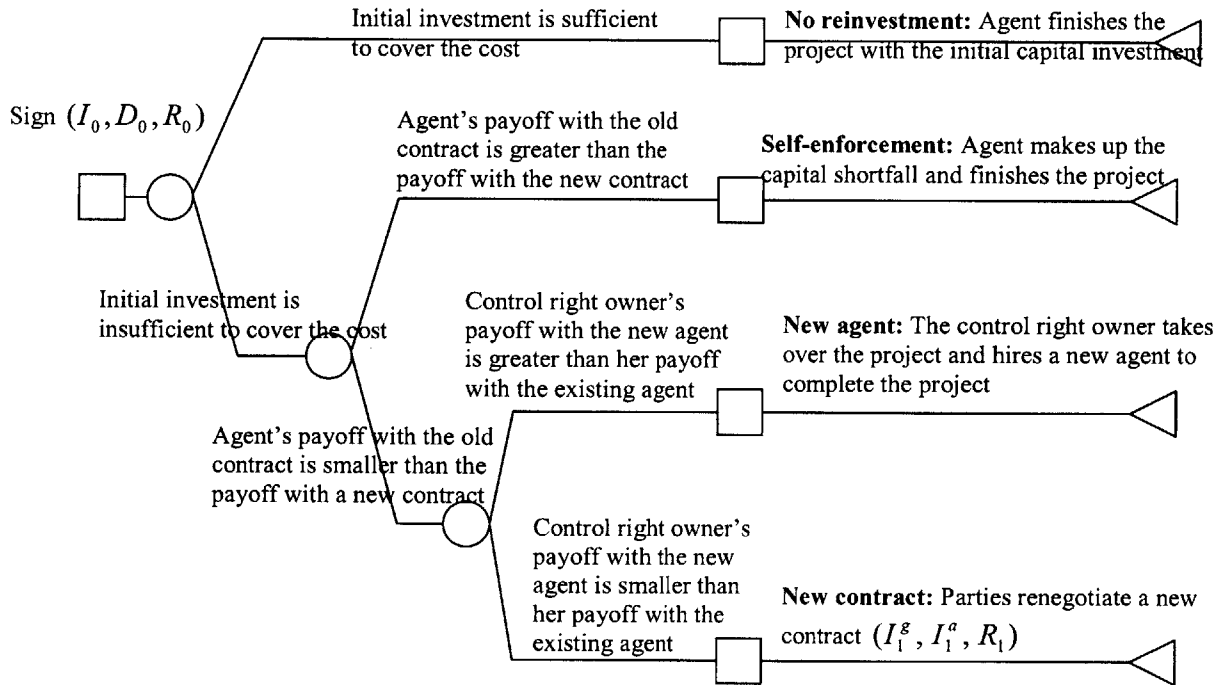 Initial investment is sufficient
to cover the cost
No reinvestment: Agent finishes the
project with the initial capital investment
Sign (I₀, D₀, R₀)
Agent's payoff with the old
contract is greater than the
payoff with the new contract
Self-enforcement: Agent makes up the
capital shortfall and finishes the project
Initial investment is
insufficient to cover the cost
Control right owner's
payoff with the new agent
is greater than her payoff
with the existing agent
New agent: The control right owner takes
over the project and hires a new agent to
complete the project
Agent's payoff with the old
contract is smaller than the
payoff with a new contract
Control right owner's
payoff with the new
agent is smaller than
her payoff with the
existing agent
New contract: Parties renegotiate a new
contract (I₁ᵍ, I₁ᵃ, R₁)